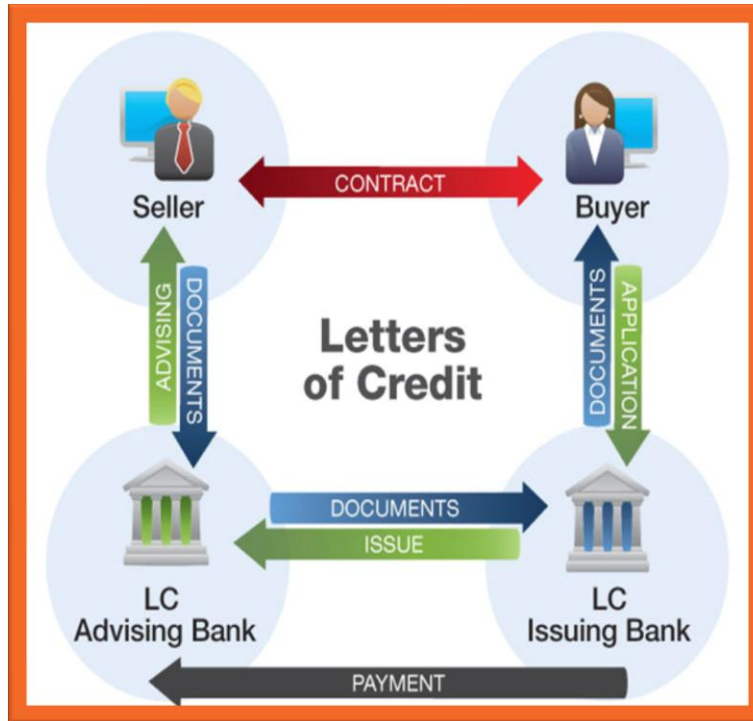 CONTRACT
Seller
Buyer
ADVISING
DOCUMENTS
Letters
of Credit
DOCUMENTS
APPLICATION
DOCUMENTS
ISSUE
LC
Advising Bank
LC
Issuing Bank
PAYMENT